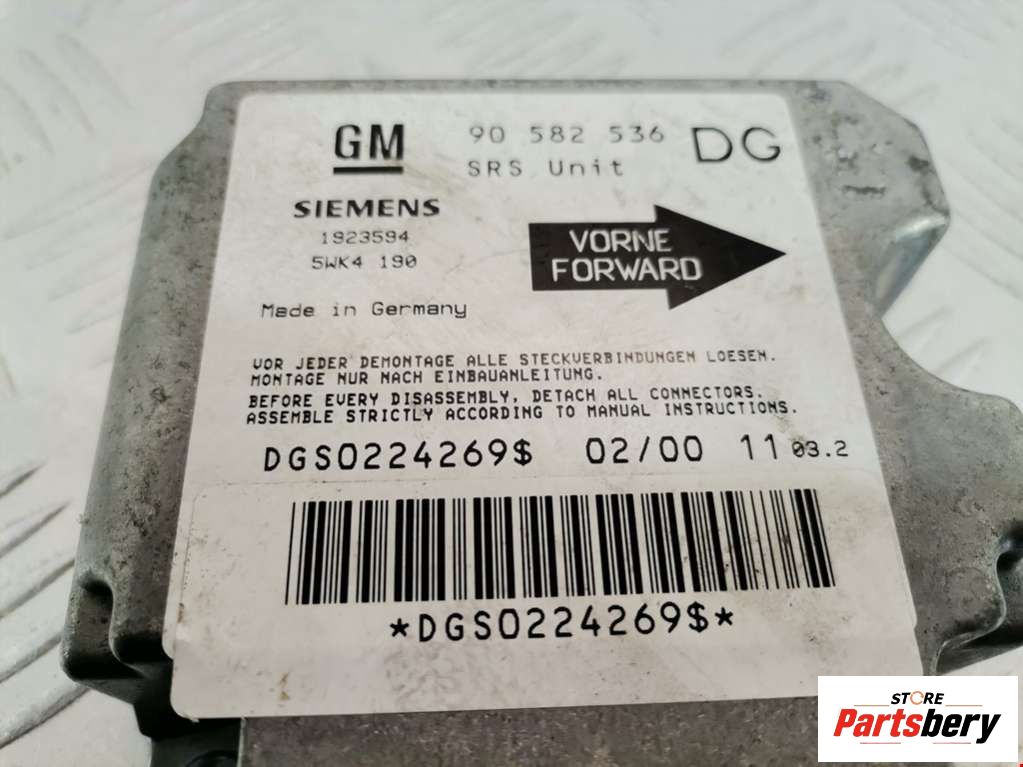 GM 90 582 536 DG
SRS Unit
SIEMENS
1923594
5WK4 190
VORNE
FORWARD
Made in Germany
VOR JEDER DEMONTAGE ALLE STECKVERBINDUNGEN LOESEN.
MONTAGE NUR NACH EINBAUANLEITUNG.
BEFORE EVERY DISASSEMBLY, DETACH ALL CONNECTORS.
ASSEMBLE STRICTLY ACCORDING TO MANUAL INSTRUCTIONS.
DGS0224269$ 02/00 11 03.2
*DGS0224269$*
STORE
Partsbery